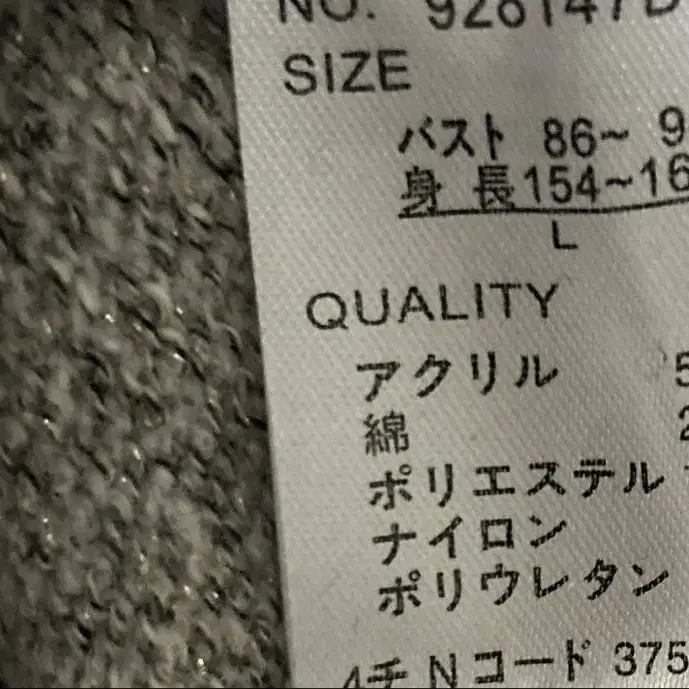 NO. 926147D
SIZE
バスト 86~ 9
身長154~16
L
QUALITY
アクリル 5
綿 2
ポリエステル
ナイロン
ポリウレタン
4チNコード 375